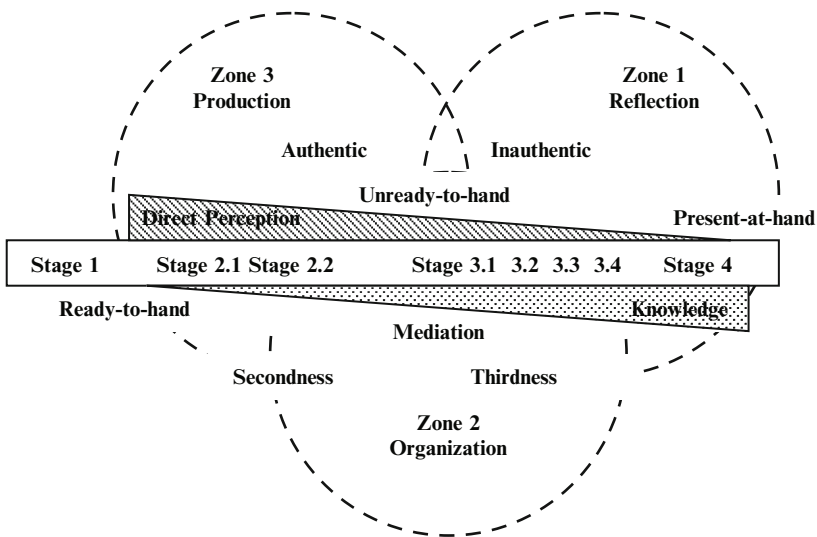 Zone 3
Production
Zone 1
Reflection
Authentic
Inauthentic
Unready-to-hand
Direct Perception
Present-at-hand
Stage 1 Stage 2.1 Stage 2.2 Stage 3.1 3.2 3.3 3.4 Stage 4
Ready-to-hand
Knowledge
Mediation
Secondness
Thirdness
Zone 2
Organization